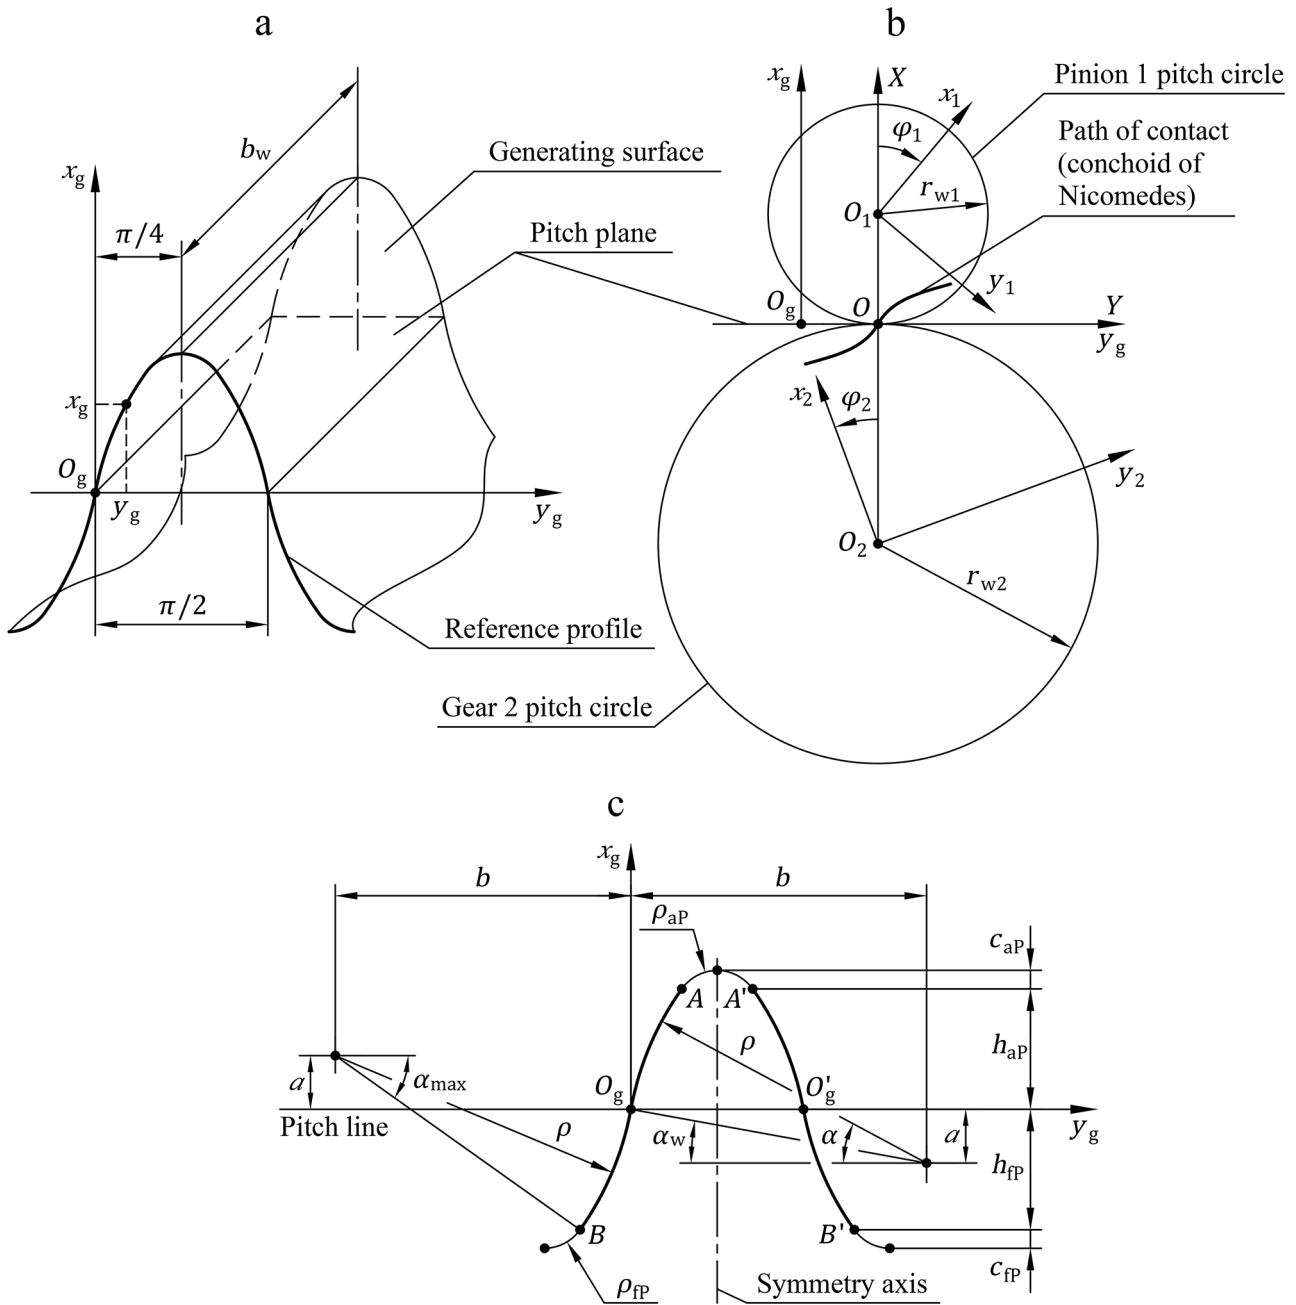 a
b_w
x_g
Generating surface
π/4
Pitch plane
x_g
O_g
y_g
y_g
π/2
Reference profile
b
x_g
X
x_1
Pinion 1 pitch circle
φ_1
Path of contact
(conchoid of
Nicomedes)
r_w1
O_1
y_1
O_g
O
Y
y_g
x_2
φ_2
y_2
O_2
r_w2
Gear 2 pitch circle
c
x_g
b
b
ρ_aP
c_aP
A
A'
h_aP
ρ
a
α_max
O_g
O'_g
Pitch line
ρ
α_w
α
a
y_g
h_fP
B
B'
c_fP
ρ_fP
Symmetry axis